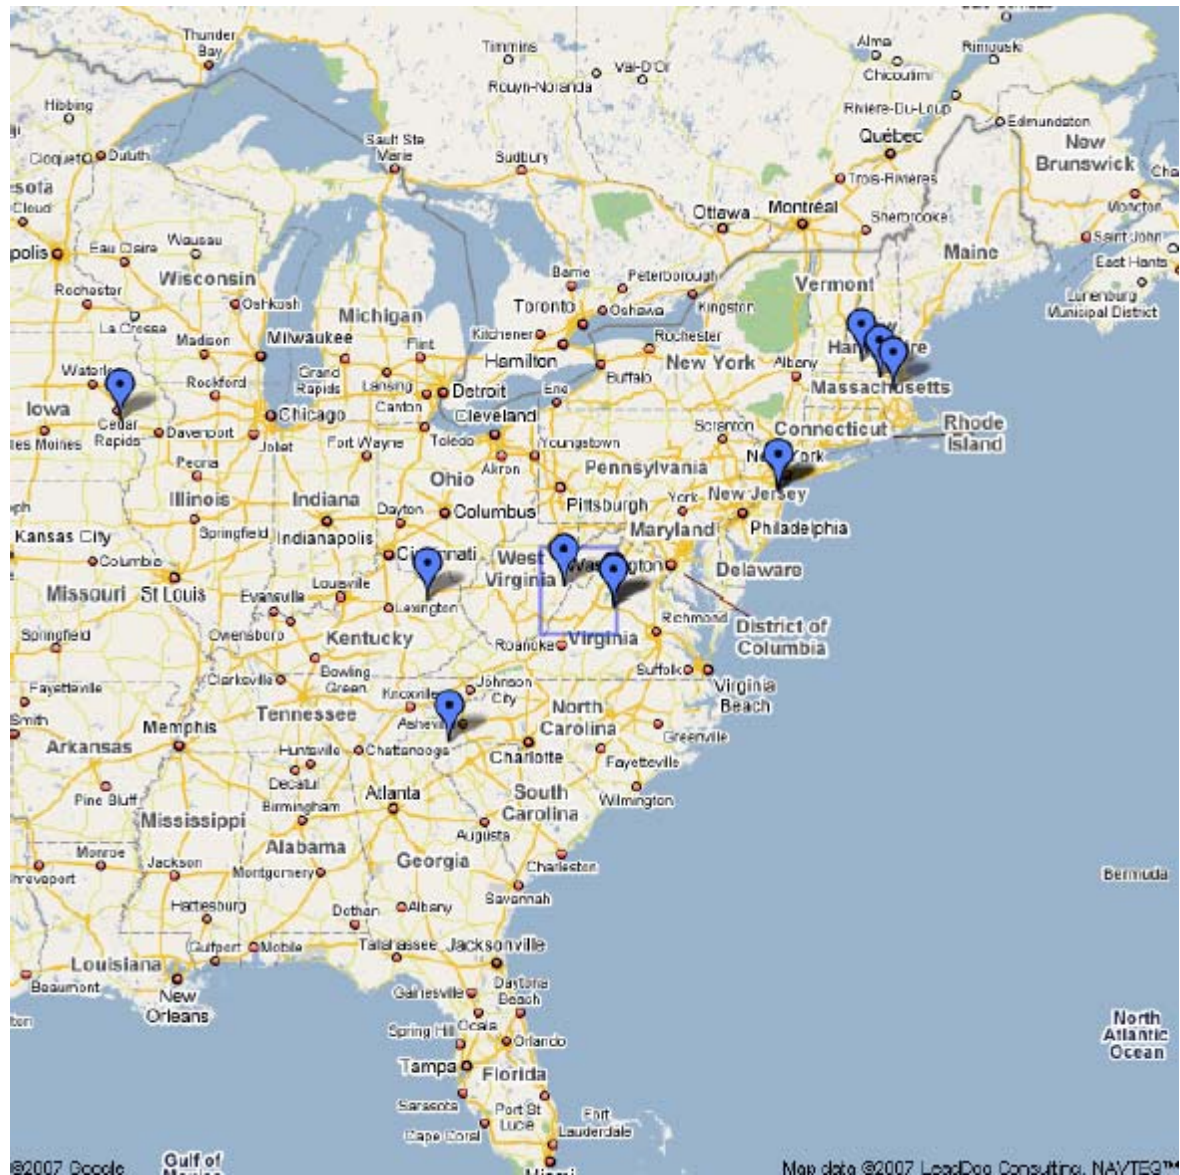 Thunder
Bay
Timmins
Rouyn-Noranda
Val-D'Or
Alma
Chicoutimi
Rimouski
Rivière-Du-Loup
Edmundston
Hibbing
Cloquet
Duluth
Sault Ste
Marie
Sudbury
Québec
New
Brunswick
Trois-Rivières
Moncton
Ottawa
Montréal
Sherbrooke
Saint John
East Hants
Maine
Eau Claire
Wausau
Wisconsin
Barrie
Peterborough
Vermont
Lunenburg
Municipal District
Rochester
La Crosse
Oshkosh
Michigan
Toronto
Oshawa
Kingston
Madison
Milwaukee
Flint
Kitchener
Hamilton
Rochester
New York
Albany
Grand
Rapids
Lansing
Buffalo
Massachusetts
Rockford
Detroit
Erie
Iowa
Cedar
Rapids
Chicago
Canton
Cleveland
Scranton
Connecticut
Rhode
Island
Davenport
Joliet
Fort Wayne
Toledo
Akron
Youngstown
Peoria
Ohio
Pennsylvania
Illinois
Indiana
Dayton
Columbus
Pittsburgh
York
New Jersey
Philadelphia
Springfield
Indianapolis
Maryland
Kansas City
Columbia
West
Virginia
Delaware
Missouri
St Louis
Louisville
Evansville
Lexington
Richmond
District of
Columbia
Springfield
Owensboro
Kentucky
Roanoke
Virginia
Suffolk
Virginia
Beach
Fayetteville
Clarksville
Bowling
Green
Knoxville
Johnson
City
Smith
Tennessee
North
Carolina
Greenville
Arkansas
Memphis
Huntsville
Chattanooga
Charlotte
Fayetteville
Decatur
Pine Bluff
Birmingham
Atlanta
South
Carolina
Wilmington
Mississippi
Alabama
Augusta
Monroe
Jackson
Montgomery
Georgia
Charleston
Bermuda
Savannah
Hattiesburg
Dothan
Albany
Gulfport
Mobile
Tallahassee
Jacksonville
Louisiana
Beaumont
New
Orleans
Gainesville
Daytona
Beach
Spring Hill
Ocala
Orlando
Tampa
Florida
North
Atlantic
Ocean
Sarasota
Port St
Lucie
Cape Coral
Fort
Lauderdale
©2007 Google
Gulf of
Map data ©2007 LeadDog Consulting, NAVTEQ™